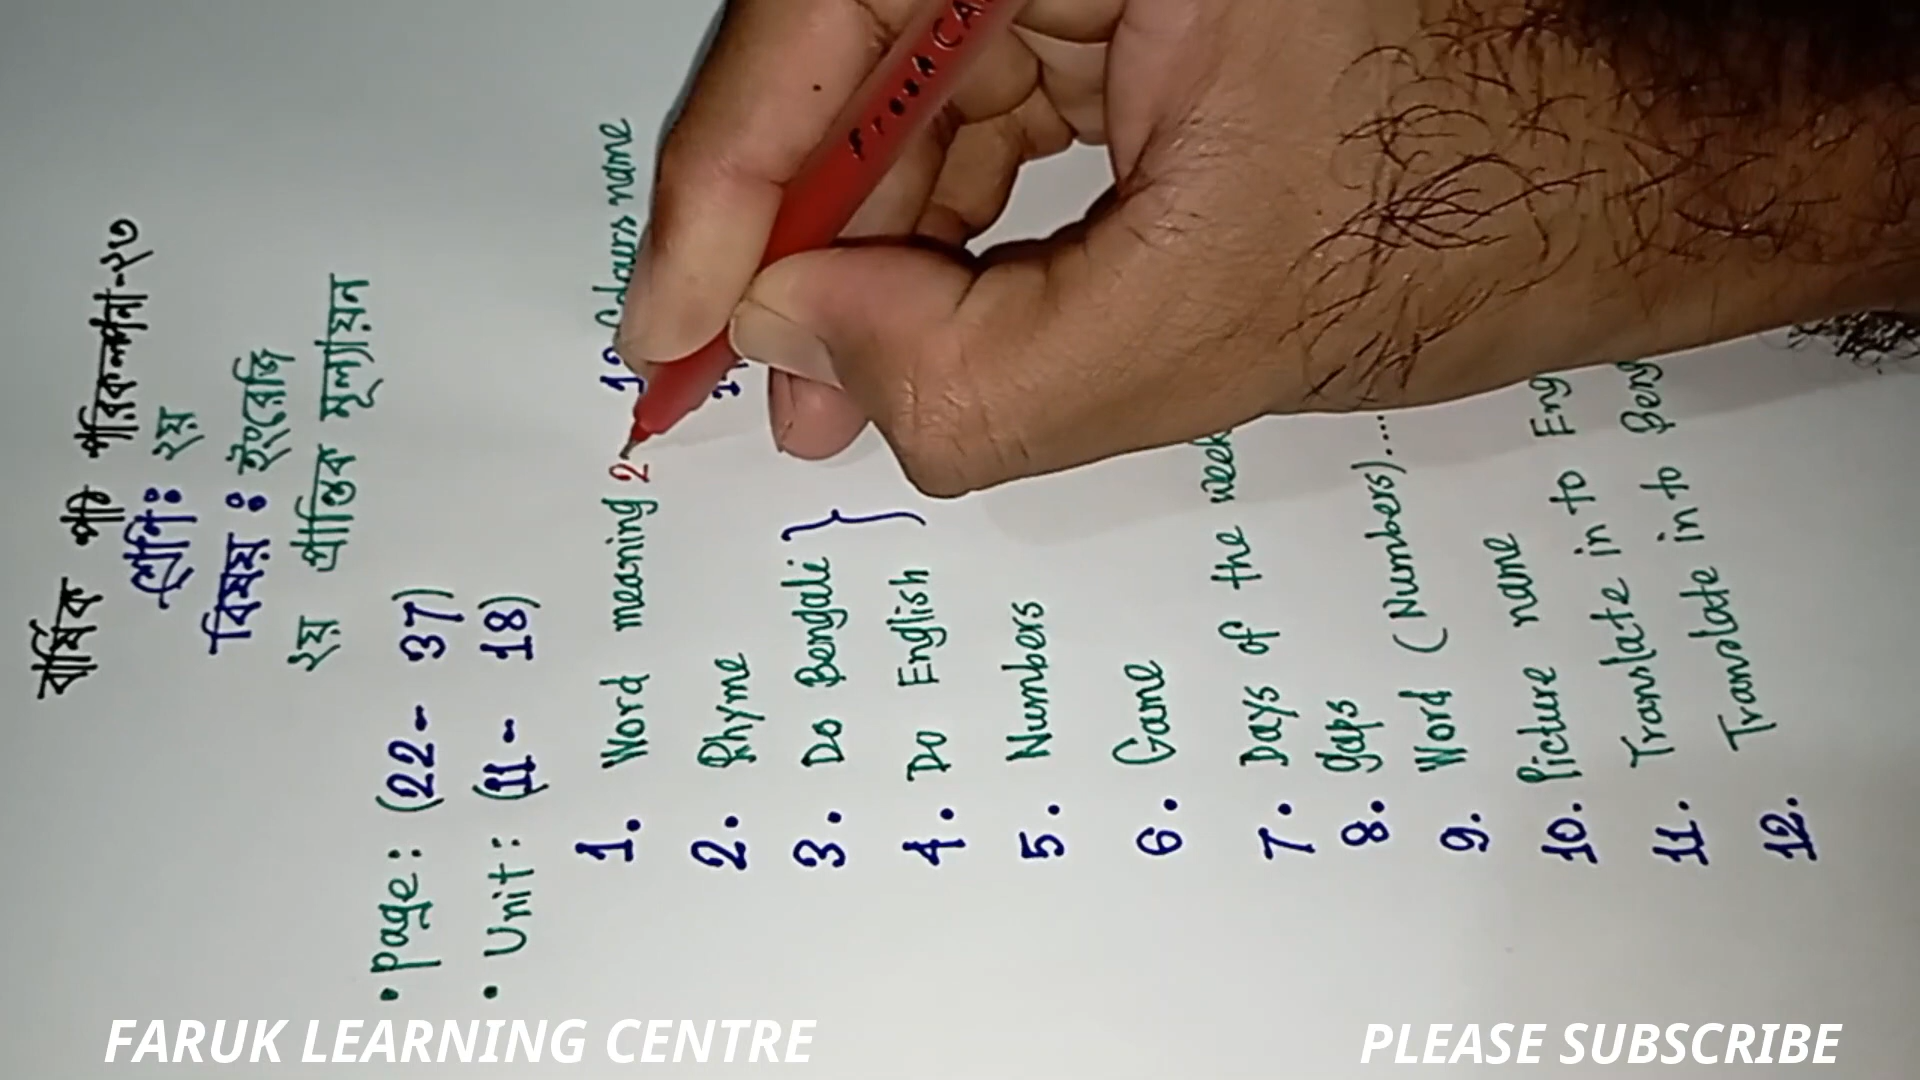 বার্ষিক পরিকল্পনা-২৩
শ্রেণি: ২য়
বিষয়: ইংরেজি
২য় প্রান্তিক মূল্যায়ন
• Page: (22- 37)
• Unit: (11- 18)
1. Word meaning 2
2. Rhyme
3. Do Bengali }
4. Do English
5. Numbers
6. Game
7. Days of the week
8. gaps
9. Word (Numbers)....
10. Picture name
11. Translate in to Eng
12. Translate in to Beng
Colours name
Fresh
FARUK LEARNING CENTRE
PLEASE SUBSCRIBE